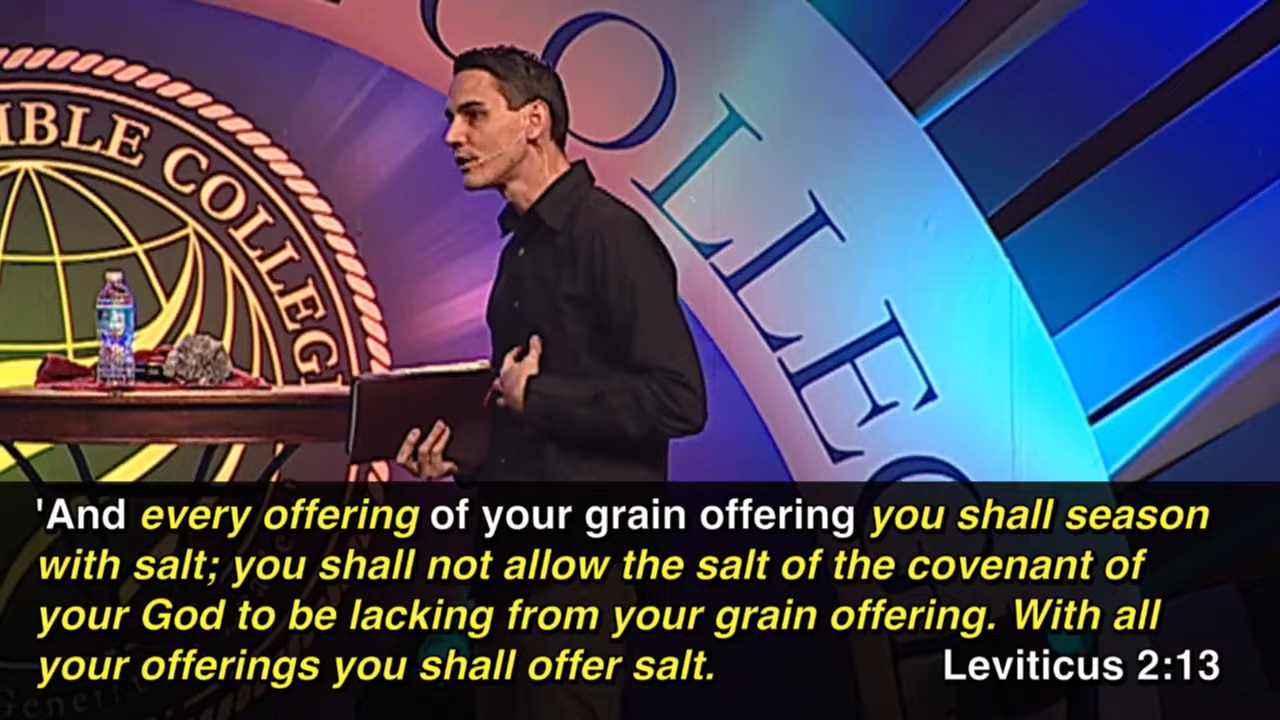 IBLE COLLEGE
COLLEG
'And every offering of your grain offering you shall season
with salt; you shall not allow the salt of the covenant of
your God to be lacking from your grain offering. With all
your offerings you shall offer salt.
Leviticus 2:13